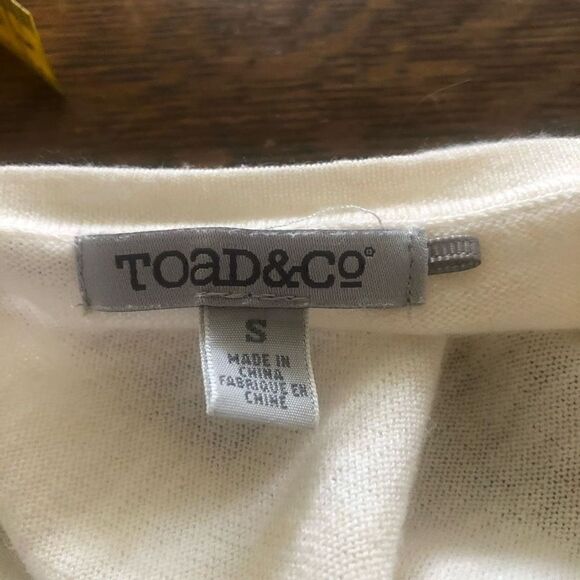 TOaD&Co®
S
MADE IN
CHINA
FABRIQUE EN
CHINE